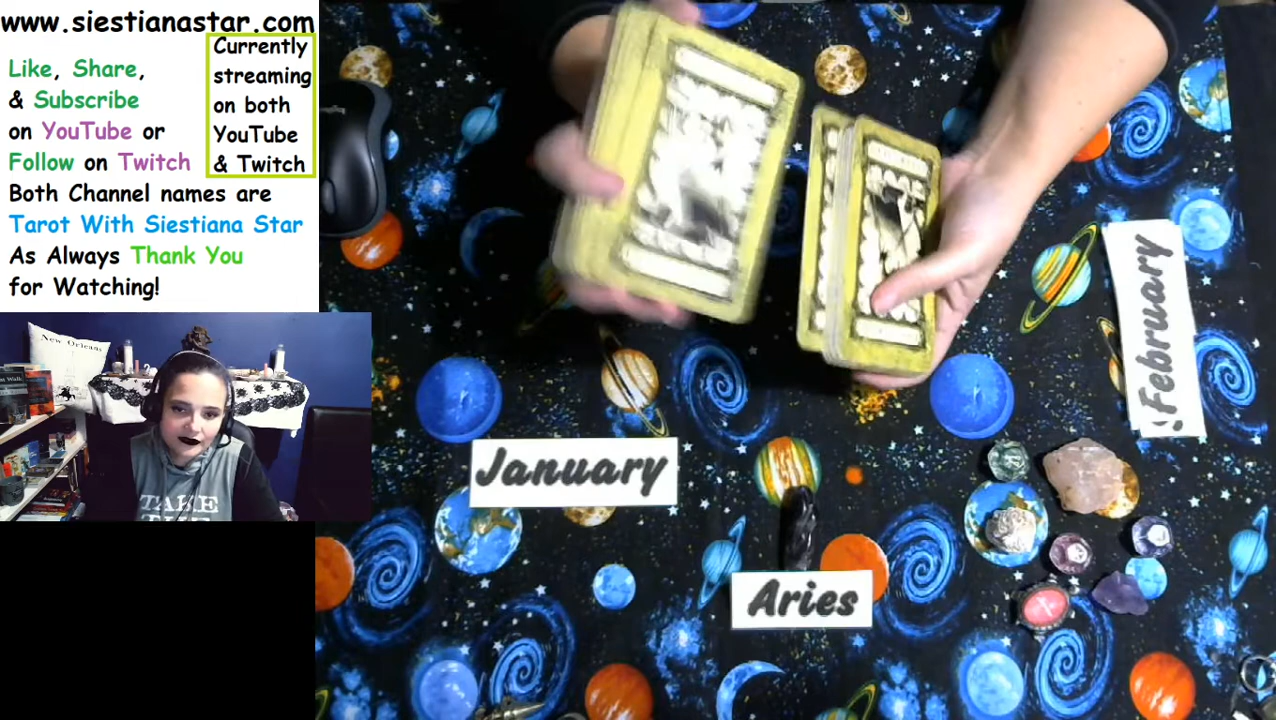 www.siestianastar.com
Like, Share,
& Subscribe
on YouTube or
Follow on Twitch
Currently
streaming
on both
YouTube
& Twitch
Both Channel names are
Tarot With Siestiana Star
As Always Thank You
for Watching!
New Orleans
TAKE
January
February
Aries